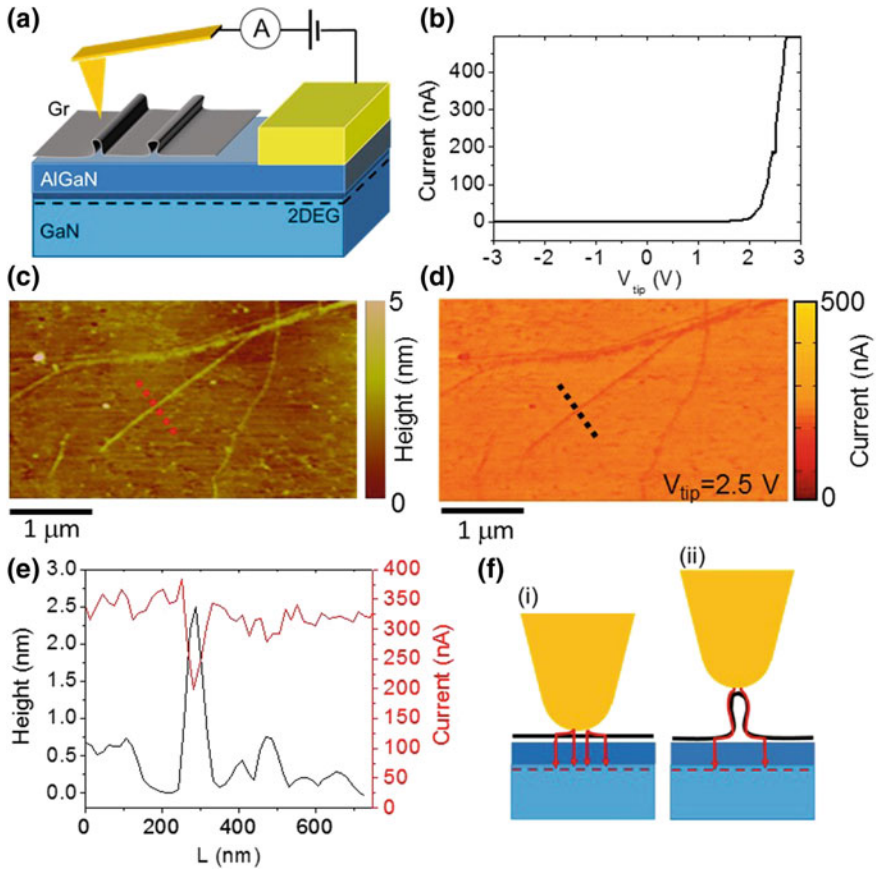 (a)
A
Gr
AlGaN
2DEG
GaN
(b)
Current (nA)
400
300
200
100
0
-3 -2 -1 0 1 2 3
V_tip (V)
(c)
5
Height (nm)
0
1 μm
(d)
500
Current (nA)
0
V_tip=2.5 V
1 μm
(e)
Height (nm)
3.0
2.5
2.0
1.5
1.0
0.5
0.0
0 200 400 600
L (nm)
400
350
300
250
200
150
100
50
0
Current (nA)
(f)
(i)
(ii)